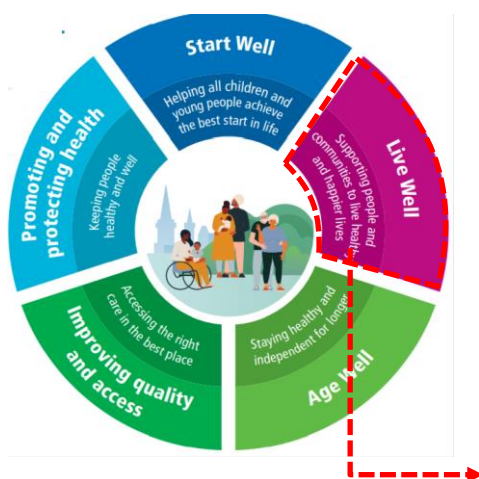 Start Well
Helping all children and
young people achieve
the best start in life
Live Well
Supporting people and
communities to live healthy
and happier lives
Age Well
Staying healthy and
independent for longer
Improving quality
and access
Accessing the right
care in the best place
Promoting and
protecting health
Keeping people
healthy and well